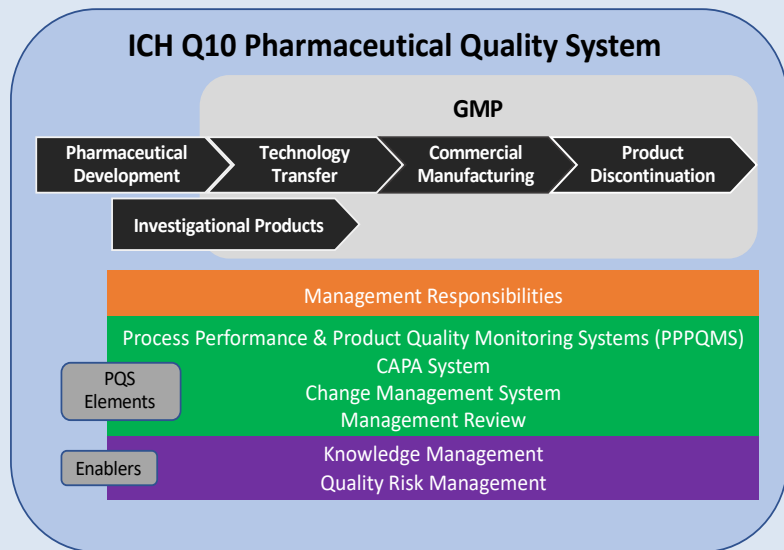 ICH Q10 Pharmaceutical Quality System
GMP
Pharmaceutical
Development
Technology
Transfer
Commercial
Manufacturing
Product
Discontinuation
Investigational Products
Management Responsibilities
Process Performance & Product Quality Monitoring Systems (PPPQMS)
CAPA System
Change Management System
Management Review
PQS
Elements
Knowledge Management
Quality Risk Management
Enablers